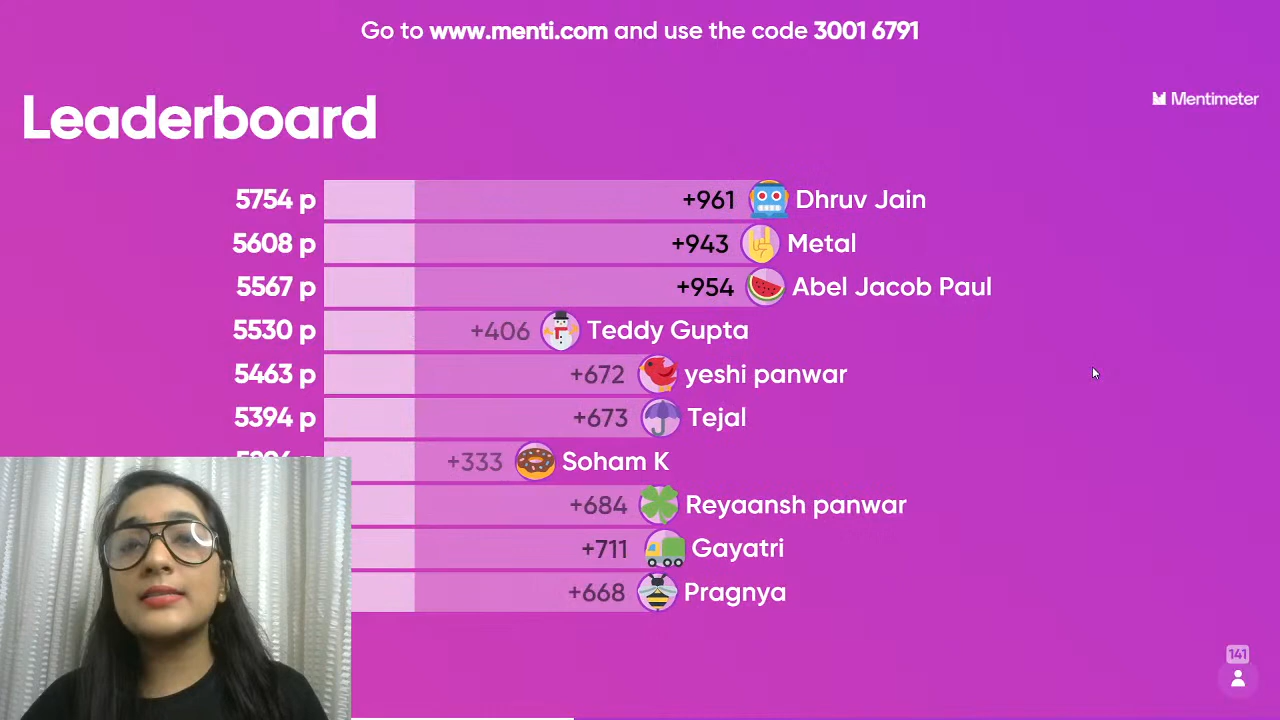 Go to www.menti.com and use the code 3001 6791
Mentimeter
Leaderboard
5754 p +961 Dhruv Jain
5608 p +943 Metal
5567 p +954 Abel Jacob Paul
5530 p +406 Teddy Gupta
5463 p +672 yeshi panwar
5394 p +673 Tejal
+333 Soham K
+684 Reyaansh panwar
+711 Gayatri
+668 Pragnya
141